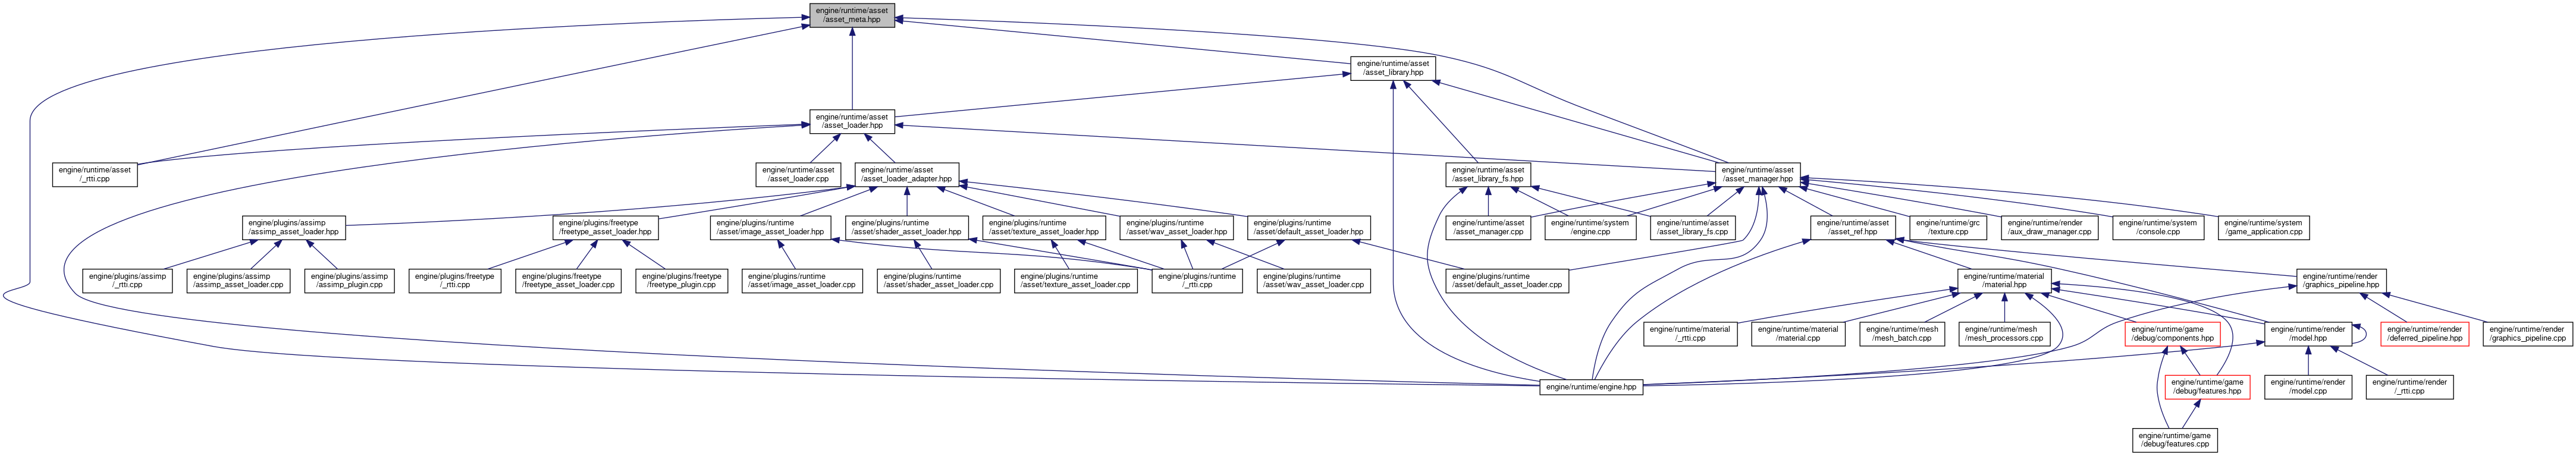 engine/runtime/asset
/asset_meta.hpp
engine/runtime/asset
/asset_library.hpp
engine/runtime/asset
/asset_loader.hpp
engine/runtime/asset
/_rtti.cpp
engine/runtime/asset
/asset_loader.cpp
engine/runtime/asset
/asset_loader_adapter.hpp
engine/runtime/asset
/asset_library_fs.hpp
engine/runtime/asset
/asset_manager.hpp
engine/plugins/assimp
/assimp_asset_loader.hpp
engine/plugins/freetype
/freetype_asset_loader.hpp
engine/plugins/runtime
/asset/image_asset_loader.hpp
engine/plugins/runtime
/asset/shader_asset_loader.hpp
engine/plugins/runtime
/asset/texture_asset_loader.hpp
engine/plugins/runtime
/asset/wav_asset_loader.hpp
engine/plugins/runtime
/asset/default_asset_loader.hpp
engine/runtime/asset
/asset_manager.cpp
engine/runtime/system
/engine.cpp
engine/runtime/asset
/asset_library_fs.cpp
engine/runtime/asset
/asset_ref.hpp
engine/runtime/grc
/texture.cpp
engine/runtime/render
/aux_draw_manager.cpp
engine/runtime/system
/console.cpp
engine/runtime/system
/game_application.cpp
engine/plugins/assimp
/_rtti.cpp
engine/plugins/assimp
/assimp_asset_loader.cpp
engine/plugins/assimp
/assimp_plugin.cpp
engine/plugins/freetype
/_rtti.cpp
engine/plugins/freetype
/freetype_asset_loader.cpp
engine/plugins/freetype
/freetype_plugin.cpp
engine/plugins/runtime
/asset/image_asset_loader.cpp
engine/plugins/runtime
/asset/shader_asset_loader.cpp
engine/plugins/runtime
/asset/texture_asset_loader.cpp
engine/plugins/runtime
/_rtti.cpp
engine/plugins/runtime
/asset/wav_asset_loader.cpp
engine/plugins/runtime
/asset/default_asset_loader.cpp
engine/runtime/material
/material.hpp
engine/runtime/render
/graphics_pipeline.hpp
engine/runtime/material
/_rtti.cpp
engine/runtime/material
/material.cpp
engine/runtime/mesh
/mesh_batch.cpp
engine/runtime/mesh
/mesh_processors.cpp
engine/runtime/game
/debug/components.hpp
engine/runtime/render
/model.hpp
engine/runtime/render
/deferred_pipeline.hpp
engine/runtime/render
/graphics_pipeline.cpp
engine/runtime/engine.hpp
engine/runtime/game
/debug/features.hpp
engine/runtime/render
/model.cpp
engine/runtime/render
/_rtti.cpp
engine/runtime/game
/debug/features.cpp